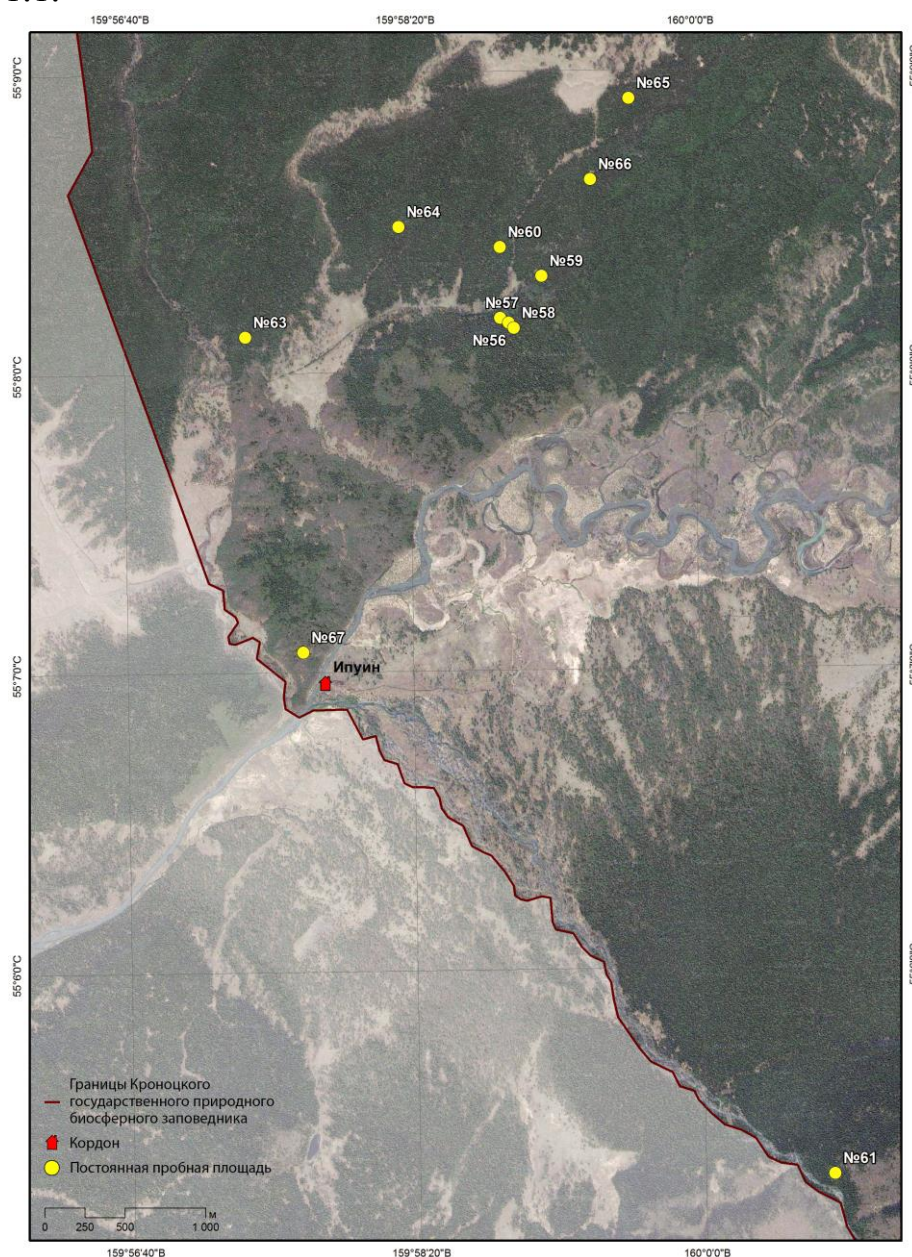 159°56'40"В 159°58'20"В 160°0'0"В
55°9'0"С
№65
№66
№64
№60
№59
№57
№58
№56
№63
55°8'0"С
№67
Ипуин
55°7'0"С
55°6'0"С
Границы Кроноцкого
государственного природного
биосферного заповедника
Кордон
Постоянная пробная площадь
№61
м
0 250 500 1 000
159°56'40"В 159°58'20"В 160°0'0"В